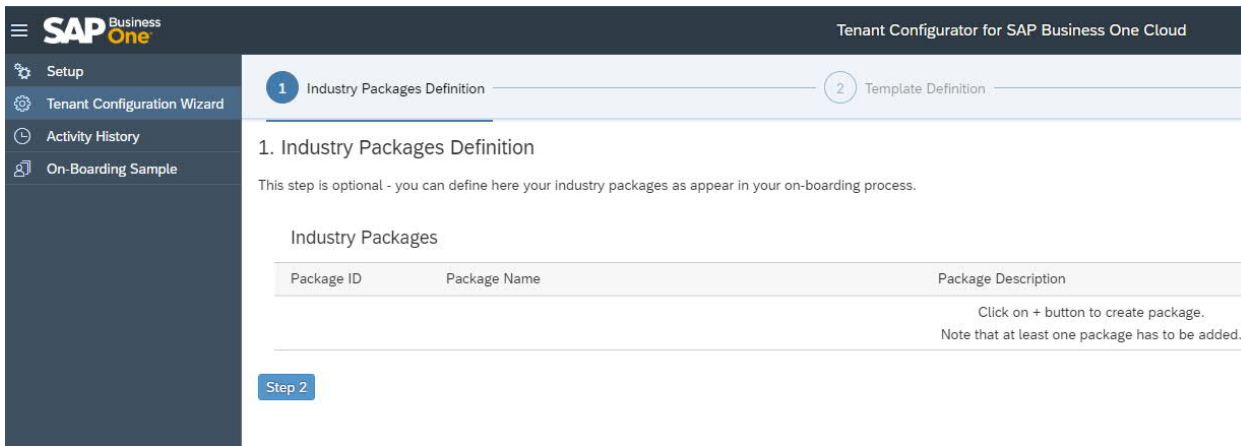 SAP Business One
Tenant Configurator for SAP Business One Cloud
Setup
Tenant Configuration Wizard
Activity History
On-Boarding Sample
1 Industry Packages Definition
2 Template Definition
1. Industry Packages Definition
This step is optional - you can define here your industry packages as appear in your on-boarding process.
Industry Packages
Package ID Package Name Package Description
Click on + button to create package.
Note that at least one package has to be added.
Step 2